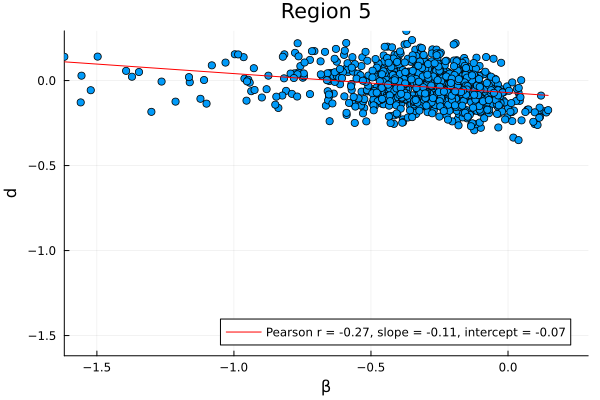 Region 5
0.0
−0.5
−1.0
−1.5
d
Pearson r = -0.27, slope = -0.11, intercept = -0.07
−1.5 −1.0 −0.5 0.0
β